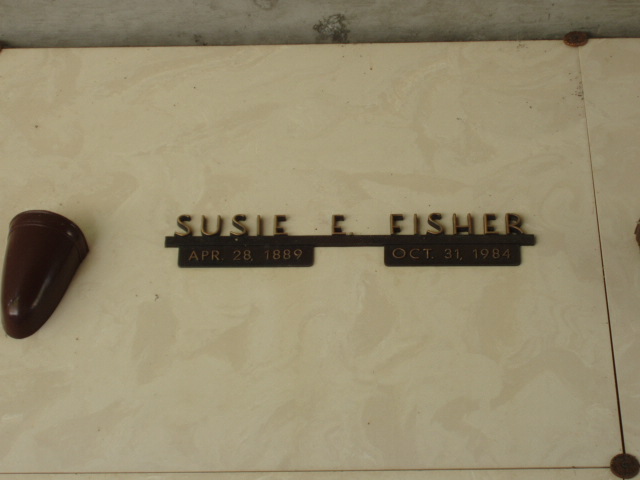 SUSIE E. FISHER
APR. 28, 1889 OCT. 31, 1984